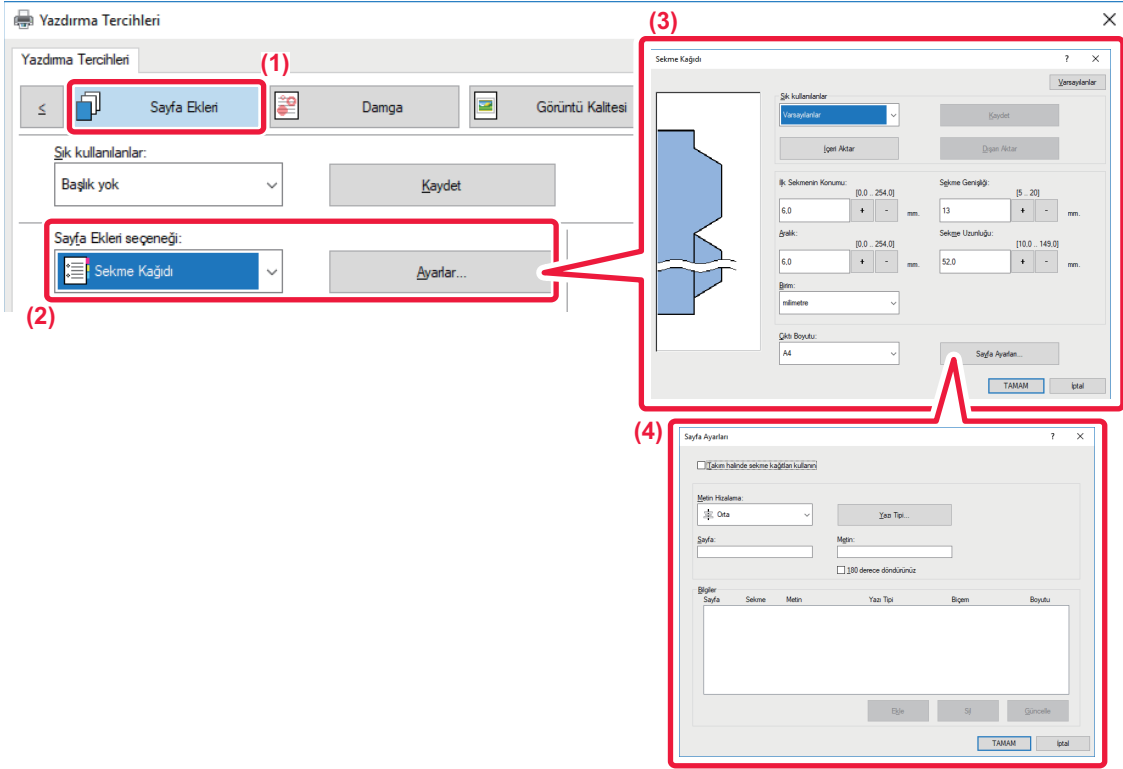 Yazdırma Tercihleri
Yazdırma Tercihleri
(1)
≤ Sayfa Ekleri Damga Görüntü Kalitesi
Sık kullanılanlar:
Başlık yok Kaydet
Sayfa Ekleri seçeneği:
Sekme Kağıdı Ayarlar...
(2)
(3)
Sekme Kağıdı ? ×
Varsayılanlar
Sık kullanılanlar
Varsayılanlar Kaydet
İçeri Aktar Dışarı Aktar
İlk Sekmenin Konumu: Sekme Genişliği:
[0.0 .. 254.0] [5 .. 20]
6,0 + - mm. 13 + - mm.
Aralık: Sekme Uzunluğu:
[0.0 .. 254.0] [10.0 .. 149.0]
6,0 + - mm. 52.0 + - mm.
Birim:
milimetre
Çıktı Boyutu:
A4 Sayfa Ayarları...
TAMAM İptal
(4)
Sayfa Ayarları ? ×
Takım halinde sekme kağıtları kullanın
Metin Hizalama:
Orta Yazı Tipi...
Sayfa: Metin:
180 derece döndürünüz
Bilgiler
Sayfa Sekme Metin Yazı Tipi Biçem Boyutu
Ekle Sil Güncelle
TAMAM İptal